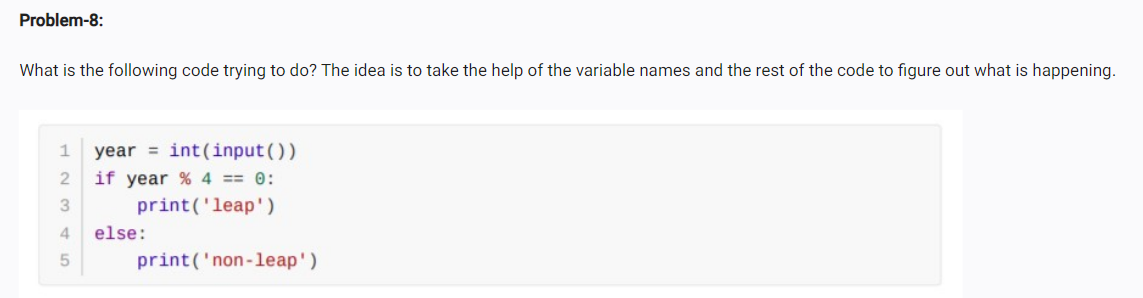 Problem-8:
What is the following code trying to do? The idea is to take the help of the variable names and the rest of the code to figure out what is happening.
1 year = int(input())
2 if year % 4 == 0:
3     print('leap')
4 else:
5     print('non-leap')